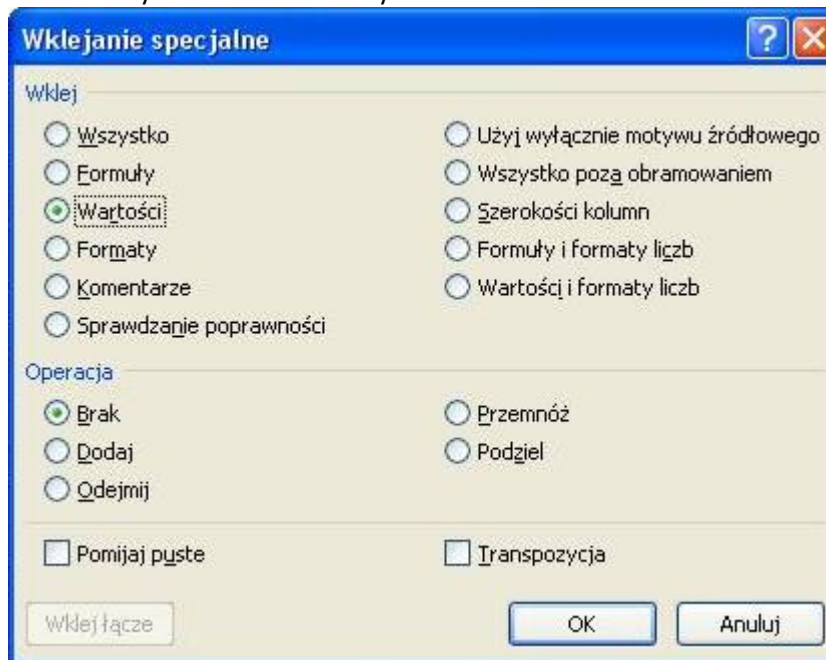 Wklejanie specjalne
Wklej
Wszystko
Formuły
Wartości
Formaty
Komentarze
Sprawdzanie poprawności
Użyj wyłącznie motywu źródłowego
Wszystko poza obramowaniem
Szerokości kolumn
Formuły i formaty liczb
Wartości i formaty liczb
Operacja
Brak
Dodaj
Odejmij
Przemnóż
Podziel
Pomijaj puste
Transpozycja
Wklej łącze
OK
Anuluj